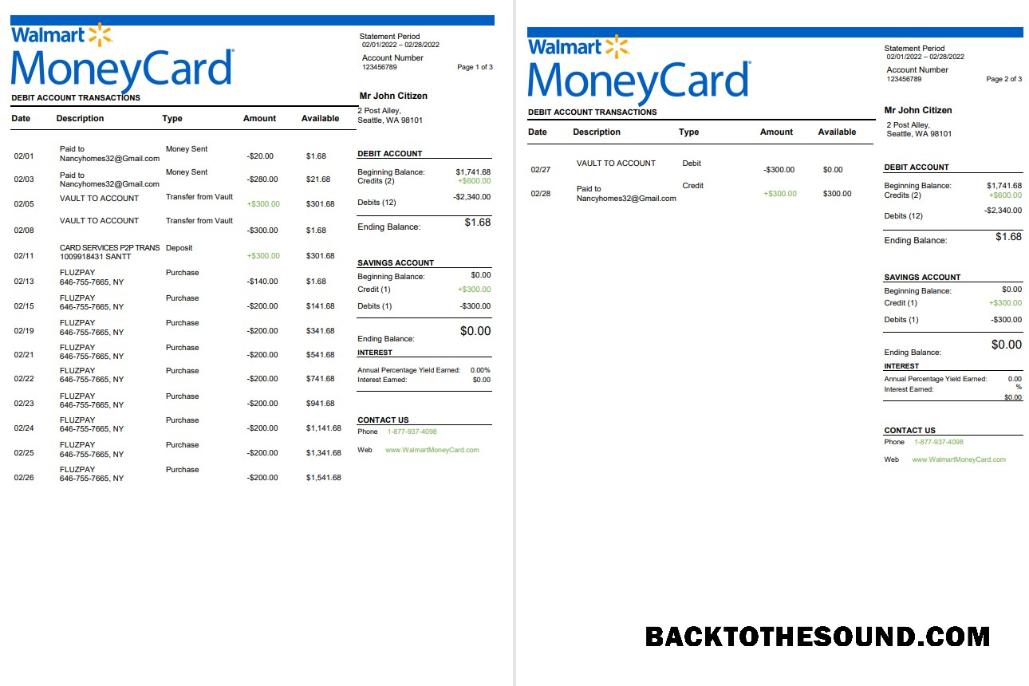 Walmart
MoneyCard
DEBIT ACCOUNT TRANSACTIONS
Statement Period
02/01/2022 – 02/28/2022
Account Number
123456789 Page 1 of 3
Mr John Citizen
2 Post Alley,
Seattle, WA 98101
Date Description Type Amount Available
02/01 Paid to Nancyhomes32@Gmail.com Money Sent -$20.00 $1.68
02/03 Paid to Nancyhomes32@Gmail.com Money Sent -$280.00 $21.68
02/05 VAULT TO ACCOUNT Transfer from Vault +$300.00 $301.68
02/08 VAULT TO ACCOUNT Transfer from Vault -$300.00 $1.68
02/11 CARD SERVICES P2P TRANS 1009918431 SANTT Deposit +$300.00 $301.68
02/13 FLUZPAY 646-755-7665, NY Purchase -$140.00 $1.68
02/15 FLUZPAY 646-755-7665, NY Purchase -$200.00 $141.68
02/19 FLUZPAY 646-755-7665, NY Purchase -$200.00 $341.68
02/21 FLUZPAY 646-755-7665, NY Purchase -$200.00 $541.68
02/22 FLUZPAY 646-755-7665, NY Purchase -$200.00 $741.68
02/23 FLUZPAY 646-755-7665, NY Purchase -$200.00 $941.68
02/24 FLUZPAY 646-755-7665, NY Purchase -$200.00 $1,141.68
02/25 FLUZPAY 646-755-7665, NY Purchase -$200.00 $1,341.68
02/26 FLUZPAY 646-755-7665, NY Purchase -$200.00 $1,541.68
DEBIT ACCOUNT
Beginning Balance: $1,741.68
Credits (2) +$600.00
Debits (12) -$2,340.00
Ending Balance: $1.68
SAVINGS ACCOUNT
Beginning Balance: $0.00
Credit (1) +$300.00
Debits (1) -$300.00
Ending Balance: $0.00
INTEREST
Annual Percentage Yield Earned: 0.00%
Interest Earned: $0.00
CONTACT US
Phone 1-877-937-4098
Web www.WalmartMoneyCard.com
Walmart
MoneyCard
DEBIT ACCOUNT TRANSACTIONS
Statement Period
02/01/2022 – 02/28/2022
Account Number
123456789 Page 2 of 3
Mr John Citizen
2 Post Alley,
Seattle, WA 98101
Date Description Type Amount Available
02/27 VAULT TO ACCOUNT Debit -$300.00 $0.00
02/28 Paid to Nancyhomes32@Gmail.com Credit +$300.00 $300.00
DEBIT ACCOUNT
Beginning Balance: $1,741.68
Credits (2) +$600.00
Debits (12) -$2,340.00
Ending Balance: $1.68
SAVINGS ACCOUNT
Beginning Balance: $0.00
Credit (1) +$300.00
Debits (1) -$300.00
Ending Balance: $0.00
INTEREST
Annual Percentage Yield Earned: 0.00
%
Interest Earned: $0.00
CONTACT US
Phone 1-877-937-4098
Web www.WalmartMoneyCard.com
BACKTOTHESOUND.COM